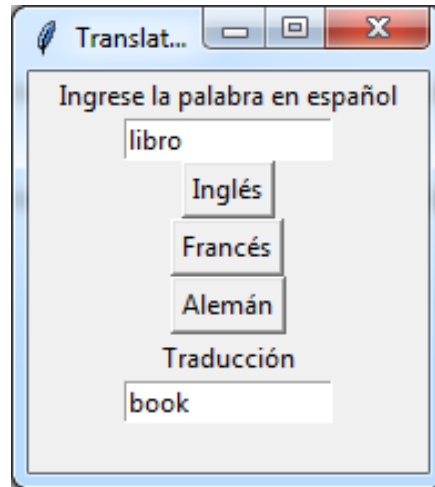 Translat...
Ingrese la palabra en español
libro
Inglés
Francés
Alemán
Traducción
book